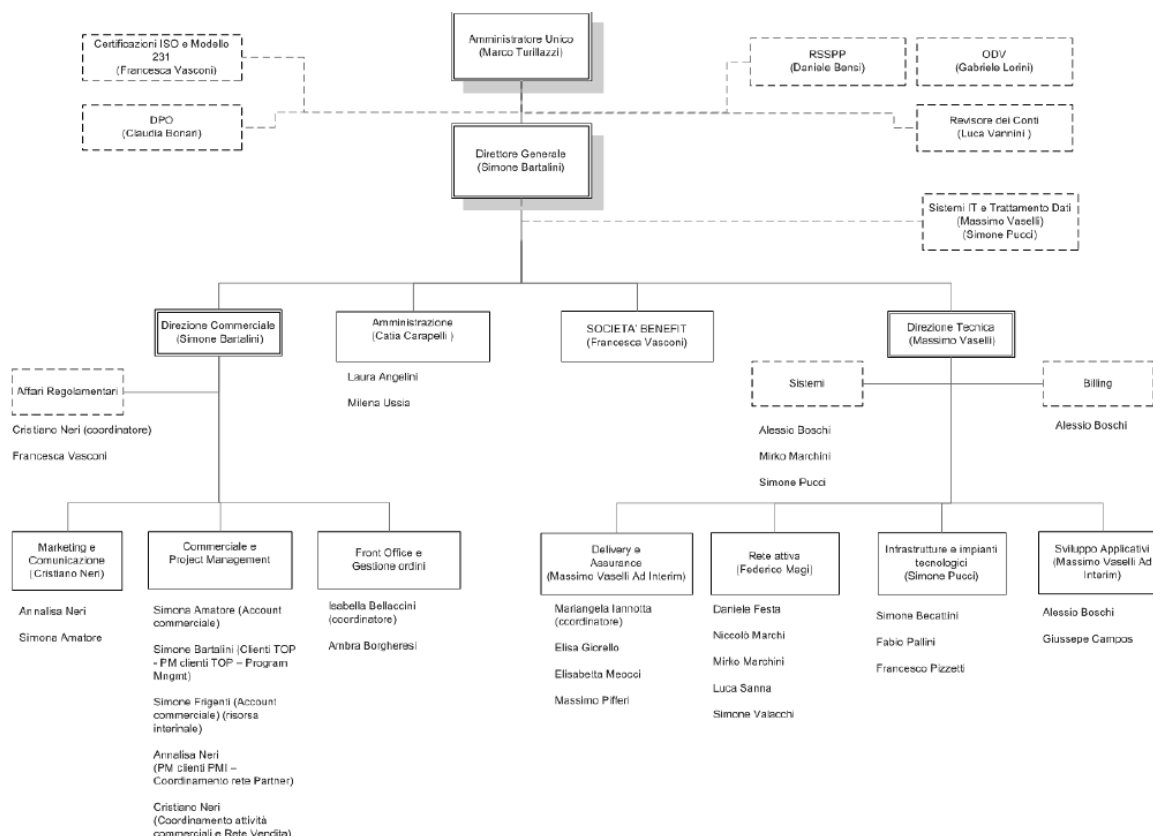 Amministratore Unico
(Marco Turillazzi)
Certificazioni ISO e Modello
231
(Francesca Vasconi)
RSSPP
(Daniele Bensi)
ODV
(Gabriele Lorini)
DPO
(Claudia Bonari)
Revisore dei Conti
(Luca Vannini )
Direttore Generale
(Simone Bartalini)
Sistemi IT e Trattamento Dati
(Massimo Vaselli)
(Simone Pucci)
Direzione Commerciale
(Simone Bartalini)
Amministrazione
(Catia Carapelli )
SOCIETA' BENEFIT
(Francesca Vasconi)
Direzione Tecnica
(Massimo Vaselli)
Laura Angelini
Milena Ussia
Affari Regolamentari
Cristiano Neri (coordinatore)
Francesca Vasconi
Sistemi
Alessio Boschi
Mirko Marchini
Simone Pucci
Billing
Alessio Boschi
Marketing e
Comunicazione
(Cristiano Neri)
Annalisa Neri
Simona Amatore
Commerciale e
Project Management
Simona Amatore (Account
commerciale)
Simone Bartalini (Clienti TOP
- PM clienti TOP – Program
Mngmt)
Simone Frigenti (Account
commerciale) (risorsa
interinale)
Annalisa Neri
(PM clienti PMI –
Coordinamento rete Partner)
Cristiano Neri
(Coordinamento attività
commerciali e Rete Vendita)
Front Office e
Gestione ordini
Isabella Bellaccini
(coordinatore)
Ambra Borgheresi
Delivery e
Assurance
(Massimo Vaselli Ad Interim)
Mariangela Iannotta
(coordinatore)
Elisa Giorello
Elisabetta Meocci
Massimo Pifferi
Rete attiva
(Federico Magi)
Daniele Festa
Niccolò Marchi
Mirko Marchini
Luca Sanna
Simone Valacchi
Infrastrutture e impianti
tecnologici
(Simone Pucci)
Simone Becattini
Fabio Pallini
Francesco Pizzetti
Sviluppo Applicativi
(Massimo Vaselli Ad
Interim)
Alessio Boschi
Giussepe Campos